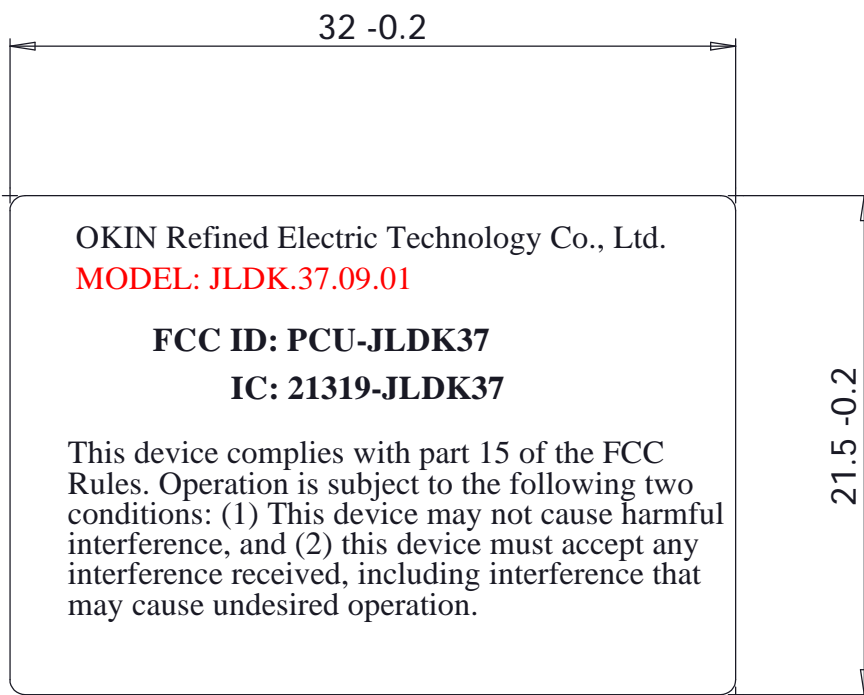 32 -0.2
OKIN Refined Electric Technology Co., Ltd.
MODEL: JLDK.37.09.01
FCC ID: PCU-JLDK37
IC: 21319-JLDK37
21.5 -0.2
This device complies with part 15 of the FCC
Rules. Operation is subject to the following two
conditions: (1) This device may not cause harmful
interference, and (2) this device must accept any
interference received, including interference that
may cause undesired operation.